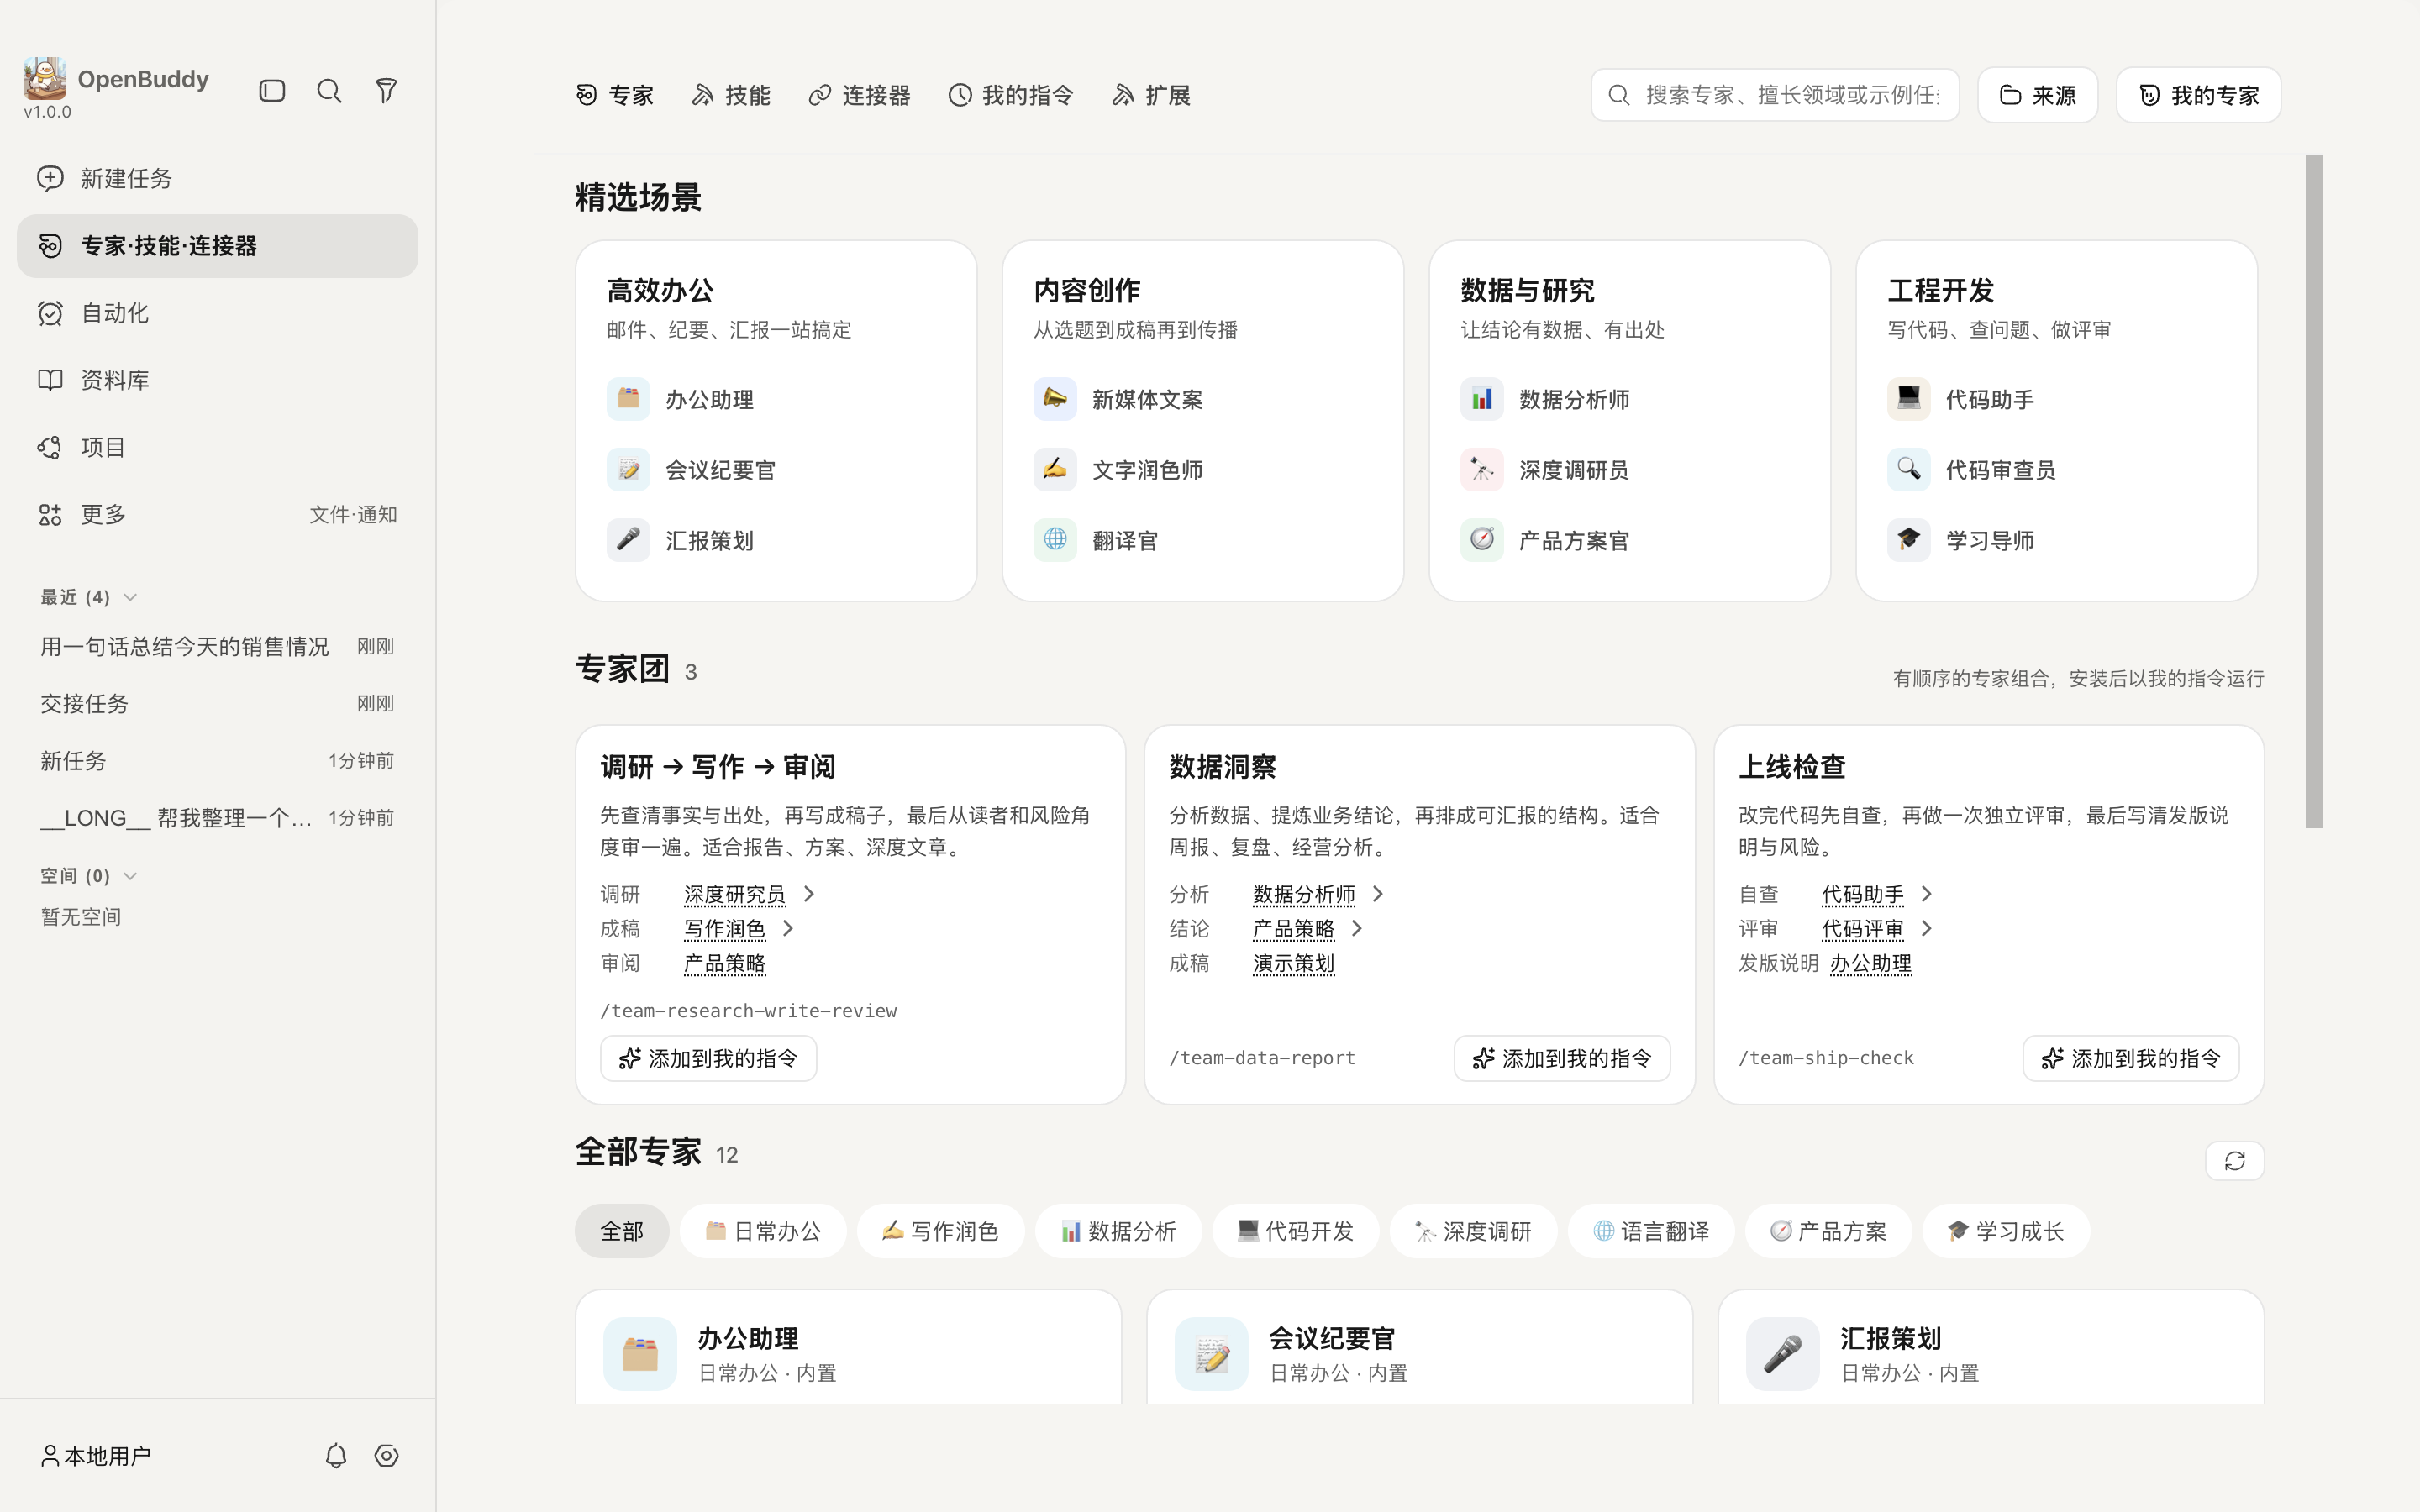 OpenBuddy
v1.0.0
新建任务
专家·技能·连接器
自动化
资料库
项目
更多 文件·通知
最近 (4)
用一句话总结今天的销售情况 刚刚
交接任务 刚刚
新任务 1分钟前
__LONG__ 帮我整理一个... 1分钟前
空间 (0)
暂无空间
本地用户
专家 技能 连接器 我的指令 扩展
搜索专家、擅长领域或示例任 来源 我的专家
精选场景
高效办公
邮件、纪要、汇报一站搞定
办公助理
会议纪要官
汇报策划
内容创作
从选题到成稿再到传播
新媒体文案
文字润色师
翻译官
数据与研究
让结论有数据、有出处
数据分析师
深度调研员
产品方案官
工程开发
写代码、查问题、做评审
代码助手
代码审查员
学习导师
专家团 3
有顺序的专家组合，安装后以我的指令运行
调研 → 写作 → 审阅
先查清事实与出处，再写成稿子，最后从读者和风险角
度审一遍。适合报告、方案、深度文章。
调研 深度研究员
成稿 写作润色
审阅 产品策略
/team-research-write-review
添加到我的指令
数据洞察
分析数据、提炼业务结论，再排成可汇报的结构。适合
周报、复盘、经营分析。
分析 数据分析师
结论 产品策略
成稿 演示策划
/team-data-report 添加到我的指令
上线检查
改完代码先自查，再做一次独立评审，最后写清发版说
明与风险。
自查 代码助手
评审 代码评审
发版说明 办公助理
/team-ship-check 添加到我的指令
全部专家 12
全部 日常办公 写作润色 数据分析 代码开发 深度调研 语言翻译 产品方案 学习成长
办公助理
日常办公 · 内置
会议纪要官
日常办公 · 内置
汇报策划
日常办公 · 内置